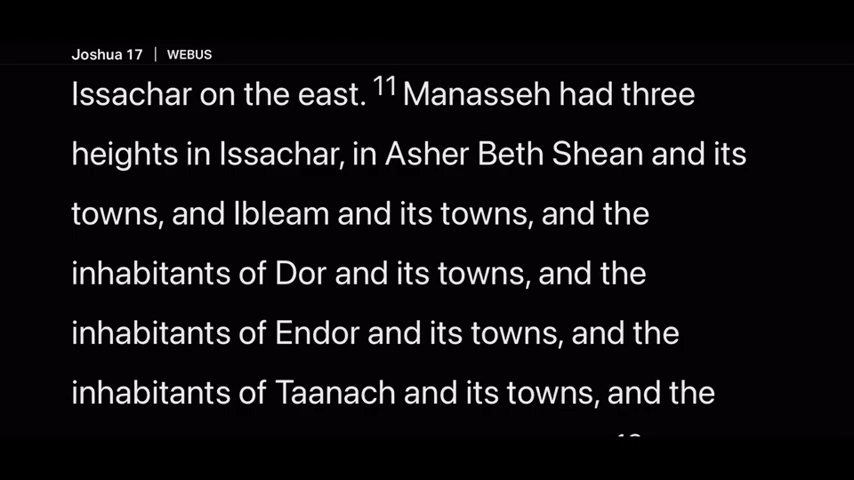 Joshua 17 | WEBUS
Issachar on the east. 11 Manasseh had three
heights in Issachar, in Asher Beth Shean and its
towns, and Ibleam and its towns, and the
inhabitants of Dor and its towns, and the
inhabitants of Endor and its towns, and the
inhabitants of Taanach and its towns, and the